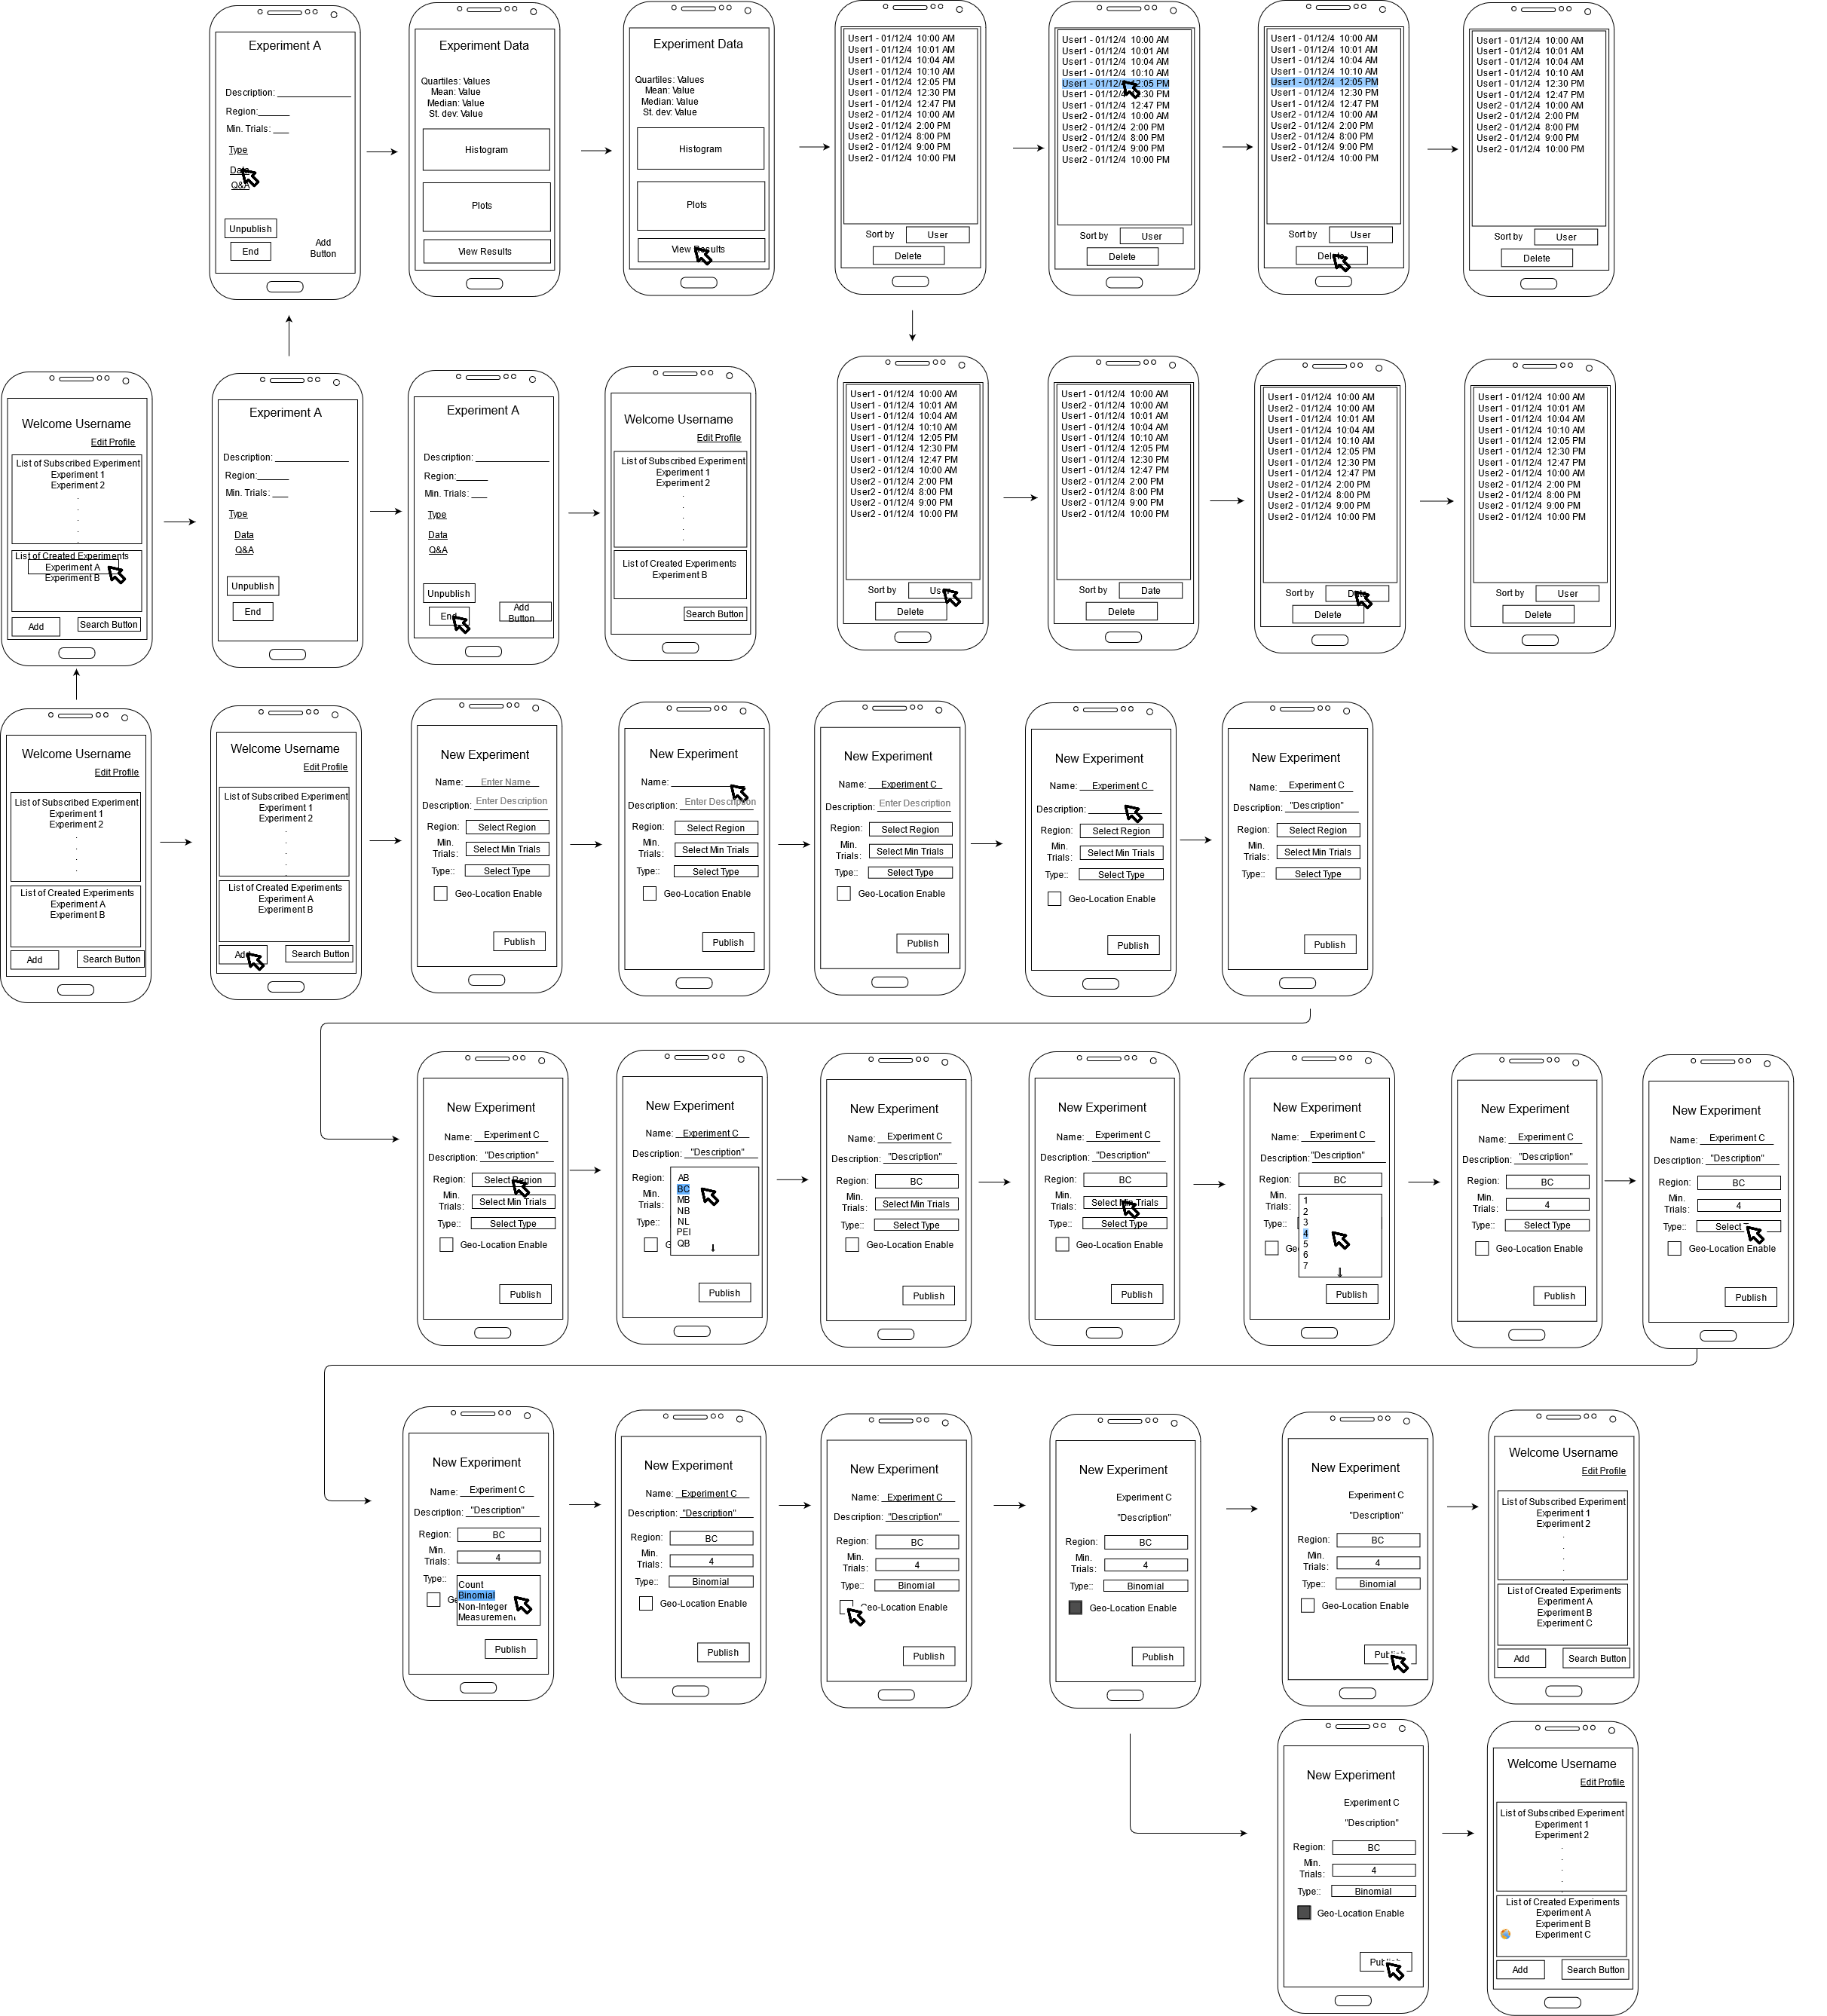 Experiment A
Description:
Region:
Min. Trials:
Type
Q&A
Unpublish
End
Add
Button
Experiment Data
Quartiles: Values
Mean: Value
Median: Value
St. dev: Value
Histogram
Plots
View Results
Experiment Data
Quartiles: Values
Mean: Value
Median: Value
St. dev: Value
Histogram
Plots
View Results
User1 - 01/12/4 10:00 AM
User1 - 01/12/4 10:01 AM
User1 - 01/12/4 10:04 AM
User1 - 01/12/4 10:10 AM
User1 - 01/12/4 12:05 PM
User1 - 01/12/4 12:30 PM
User1 - 01/12/4 12:47 PM
User2 - 01/12/4 10:00 AM
User2 - 01/12/4 2:00 PM
User2 - 01/12/4 8:00 PM
User2 - 01/12/4 9:00 PM
User2 - 01/12/4 10:00 PM
Sort by
User
Delete
User1 - 01/12/4 10:00 AM
User1 - 01/12/4 10:01 AM
User1 - 01/12/4 10:04 AM
User1 - 01/12/4 10:10 AM
User1 - 01/12/4 12:05 PM
User1 - 01/12/4 12:30 PM
User1 - 01/12/4 12:47 PM
User2 - 01/12/4 10:00 AM
User2 - 01/12/4 2:00 PM
User2 - 01/12/4 8:00 PM
User2 - 01/12/4 9:00 PM
User2 - 01/12/4 10:00 PM
Sort by
User
Delete
User1 - 01/12/4 10:00 AM
User1 - 01/12/4 10:01 AM
User1 - 01/12/4 10:04 AM
User1 - 01/12/4 10:10 AM
User1 - 01/12/4 12:05 PM
User1 - 01/12/4 12:30 PM
User1 - 01/12/4 12:47 PM
User2 - 01/12/4 10:00 AM
User2 - 01/12/4 2:00 PM
User2 - 01/12/4 8:00 PM
User2 - 01/12/4 9:00 PM
User2 - 01/12/4 10:00 PM
Sort by
User
User1 - 01/12/4 10:00 AM
User1 - 01/12/4 10:01 AM
User1 - 01/12/4 10:04 AM
User1 - 01/12/4 10:10 AM
User1 - 01/12/4 12:30 PM
User1 - 01/12/4 12:47 PM
User2 - 01/12/4 10:00 AM
User2 - 01/12/4 2:00 PM
User2 - 01/12/4 8:00 PM
User2 - 01/12/4 9:00 PM
User2 - 01/12/4 10:00 PM
Sort by
User
Delete
Welcome Username
Edit Profile
List of Subscribed Experiment
Experiment 1
Experiment 2
List of Created Experiments
Experiment A
Experiment B
Add
Search Button
Experiment A
Description:
Region:
Min. Trials:
Type
Data
Q&A
Unpublish
End
Experiment A
Description:
Region:
Min. Trials:
Type
Data
Q&A
Unpublish
Add
Button
Welcome Username
Edit Profile
List of Subscribed Experiment
Experiment 1
Experiment 2
List of Created Experiments
Experiment B
Search Button
User1 - 01/12/4 10:00 AM
User1 - 01/12/4 10:01 AM
User1 - 01/12/4 10:04 AM
User1 - 01/12/4 10:10 AM
User1 - 01/12/4 12:05 PM
User1 - 01/12/4 12:30 PM
User1 - 01/12/4 12:47 PM
User2 - 01/12/4 10:00 AM
User2 - 01/12/4 2:00 PM
User2 - 01/12/4 8:00 PM
User2 - 01/12/4 9:00 PM
User2 - 01/12/4 10:00 PM
Sort by
Delete
User1 - 01/12/4 10:00 AM
User2 - 01/12/4 10:00 AM
User1 - 01/12/4 10:01 AM
User1 - 01/12/4 10:04 AM
User1 - 01/12/4 10:10 AM
User1 - 01/12/4 12:05 PM
User1 - 01/12/4 12:30 PM
User1 - 01/12/4 12:47 PM
User2 - 01/12/4 2:00 PM
User2 - 01/12/4 8:00 PM
User2 - 01/12/4 9:00 PM
User2 - 01/12/4 10:00 PM
Sort by
Date
Delete
User1 - 01/12/4 10:00 AM
User2 - 01/12/4 10:00 AM
User1 - 01/12/4 10:01 AM
User1 - 01/12/4 10:04 AM
User1 - 01/12/4 10:10 AM
User1 - 01/12/4 12:05 PM
User1 - 01/12/4 12:30 PM
User1 - 01/12/4 12:47 PM
User2 - 01/12/4 2:00 PM
User2 - 01/12/4 8:00 PM
User2 - 01/12/4 9:00 PM
User2 - 01/12/4 10:00 PM
Sort by
Delete
User1 - 01/12/4 10:00 AM
User1 - 01/12/4 10:01 AM
User1 - 01/12/4 10:04 AM
User1 - 01/12/4 10:10 AM
User1 - 01/12/4 12:05 PM
User1 - 01/12/4 12:30 PM
User1 - 01/12/4 12:47 PM
User2 - 01/12/4 10:00 AM
User2 - 01/12/4 2:00 PM
User2 - 01/12/4 8:00 PM
User2 - 01/12/4 9:00 PM
User2 - 01/12/4 10:00 PM
Sort by
User
Delete
Welcome Username
Edit Profile
List of Subscribed Experiment
Experiment 1
Experiment 2
List of Created Experiments
Experiment A
Experiment B
Add
Search Button
Welcome Username
Edit Profile
List of Subscribed Experiment
Experiment 1
Experiment 2
List of Created Experiments
Experiment A
Experiment B
Add
Search Button
New Experiment
Name: Enter Name
Description: Enter Description
Region: Select Region
Min.
Trials: Select Min Trials
Type:: Select Type
Geo-Location Enable
Publish
New Experiment
Name:
Description: Enter Description
Region: Select Region
Min.
Trials: Select Min Trials
Type:: Select Type
Geo-Location Enable
Publish
New Experiment
Name: Experiment C
Description: Enter Description
Region: Select Region
Min.
Trials: Select Min Trials
Type:: Select Type
Geo-Location Enable
Publish
New Experiment
Name: Experiment C
Description:
Region: Select Region
Min.
Trials: Select Min Trials
Type:: Select Type
Geo-Location Enable
Publish
New Experiment
Name: Experiment C
Description: "Description"
Region: Select Region
Min.
Trials: Select Min Trials
Type:: Select Type
Publish
New Experiment
Name: Experiment C
Description: "Description"
Region: Select Region
Min.
Trials: Select Min Trials
Type:: Select Type
Geo-Location Enable
Publish
New Experiment
Name: Experiment C
Description: "Description"
Region:
Min.
Trials:
Type::
AB
BC
MB
NB
NL
PEI
QB
Publish
New Experiment
Name: Experiment C
Description: "Description"
Region: BC
Min.
Trials: Select Min Trials
Type:: Select Type
Geo-Location Enable
Publish
New Experiment
Name: Experiment C
Description: "Description"
Region: BC
Min.
Trials: Select Min Trials
Type:: Select Type
Geo-Location Enable
Publish
New Experiment
Name: Experiment C
Description: "Description"
Region: BC
Min.
Trials:
Type::
1
2
3
4
5
6
7
Publish
New Experiment
Name: Experiment C
Description: "Description"
Region: BC
Min.
Trials: 4
Type:: Select Type
Geo-Location Enable
Publish
New Experiment
Name: Experiment C
Description: "Description"
Region: BC
Min.
Trials: 4
Type:: Select
Geo-Location Enable
Publish
New Experiment
Name: Experiment C
Description: "Description"
Region: BC
Min.
Trials: 4
Type::
Count
Binomial
Non-Integer
Measurement
Publish
New Experiment
Name: Experiment C
Description: "Description"
Region: BC
Min.
Trials: 4
Type:: Binomial
Geo-Location Enable
Publish
New Experiment
Name: Experiment C
Description: "Description"
Region: BC
Min.
Trials: 4
Type:: Binomial
Geo-Location Enable
Publish
New Experiment
Experiment C
"Description"
Region: BC
Min.
Trials: 4
Type:: Binomial
Geo-Location Enable
Publish
New Experiment
Experiment C
"Description"
Region: BC
Min.
Trials: 4
Type:: Binomial
Geo-Location Enable
Welcome Username
Edit Profile
List of Subscribed Experiment
Experiment 1
Experiment 2
List of Created Experiments
Experiment A
Experiment B
Experiment C
Add
Search Button
New Experiment
Experiment C
"Description"
Region: BC
Min.
Trials: 4
Type:: Binomial
Geo-Location Enable
Welcome Username
Edit Profile
List of Subscribed Experiment
Experiment 1
Experiment 2
List of Created Experiments
Experiment A
Experiment B
Experiment C
Add
Search Button